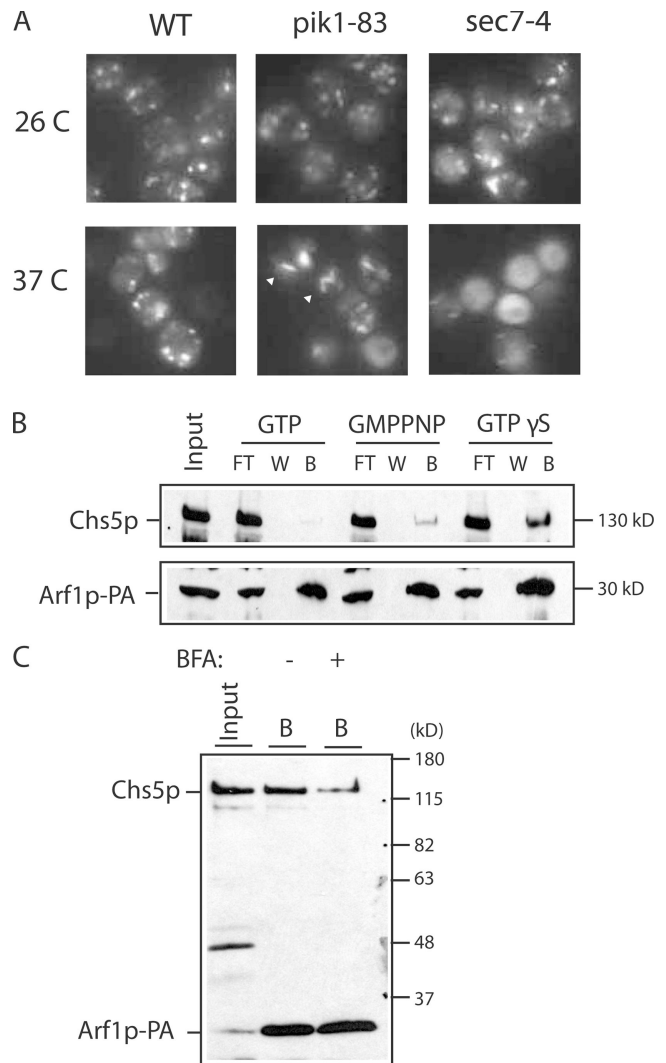 A
WT pik1-83 sec7-4
26 C
37 C
B
Input GTP GMPPNP GTP γS
FT W B FT W B FT W B
Chs5p 130 kD
Arf1p-PA 30 kD
C
BFA: - +
Input B B (kD)
180
Chs5p
115
82
63
48
37
Arf1p-PA